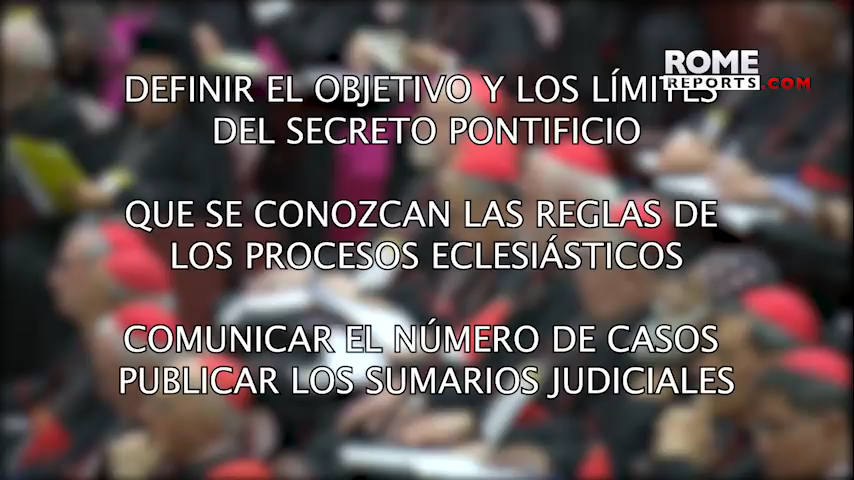 ROME
REPORTS.COM
DEFINIR EL OBJETIVO Y LOS LÍMITES
DEL SECRETO PONTIFICIO
QUE SE CONOZCAN LAS REGLAS DE
LOS PROCESOS ECLESIÁSTICOS
COMUNICAR EL NÚMERO DE CASOS
PUBLICAR LOS SUMARIOS JUDICIALES